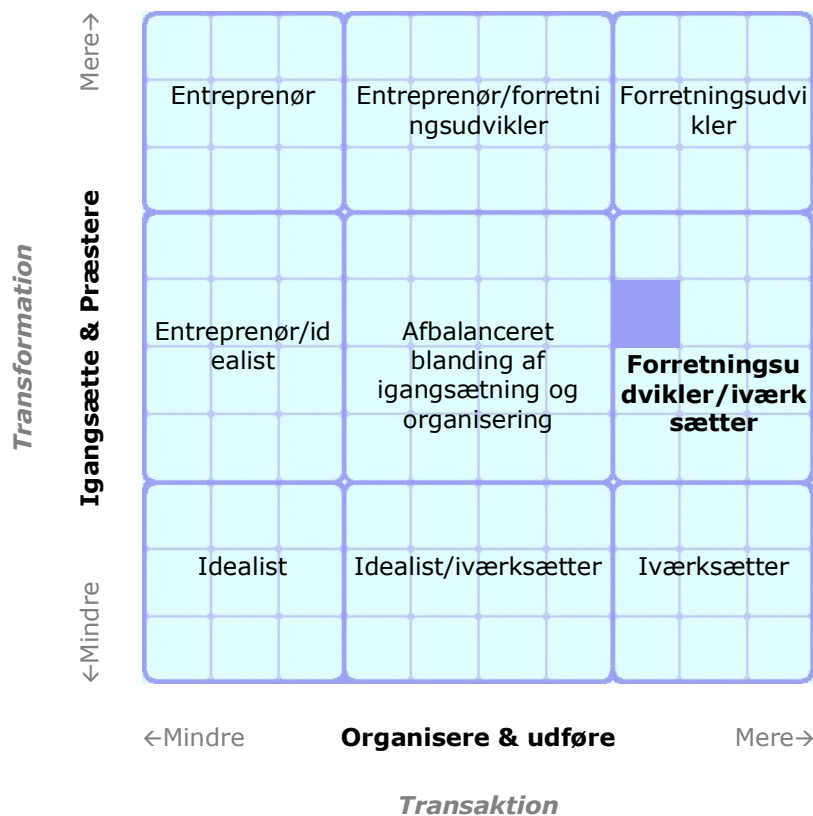 Mere→
Entreprenør
Entreprenør/forretni
ngsudvikler
Forretningsudvi
kler
Transformation
Igangsætte & Præstere
Entreprenør/id
ealist
Afbalanceret
blanding af
igangsætning og
organisering
Forretningsu
dvikler/iværk
sætter
Idealist
Idealist/iværksætter
Iværksætter
←Mindre
←Mindre
Organisere & udføre
Mere→
Transaktion